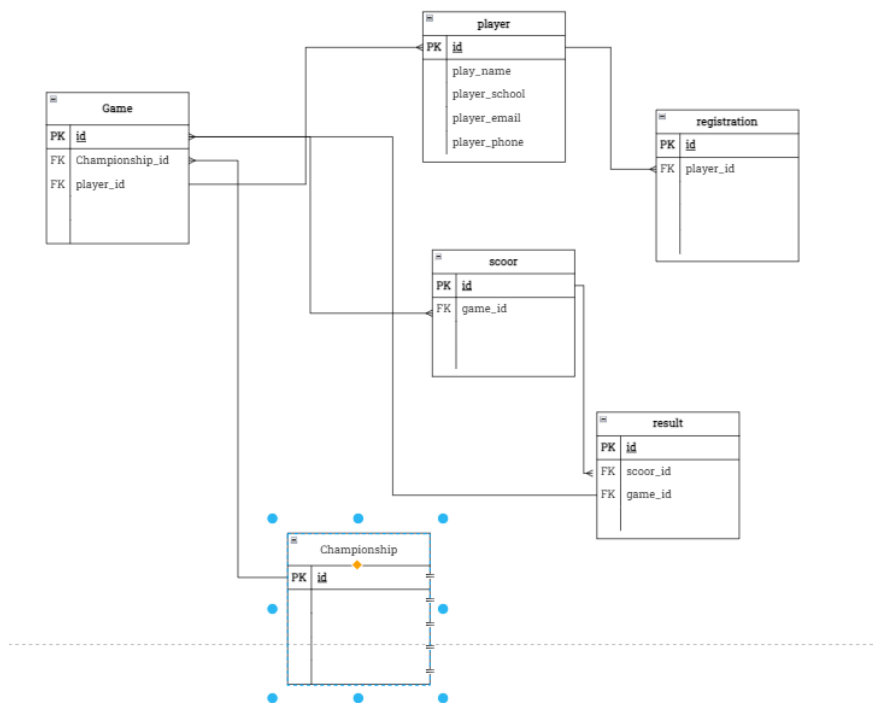 player
PK id
play_name
player_school
player_email
player_phone
Game
PK id
FK Championship_id
FK player_id
registration
PK id
FK player_id
scoor
PK id
FK game_id
result
PK id
FK scoor_id
FK game_id
Championship
PK id